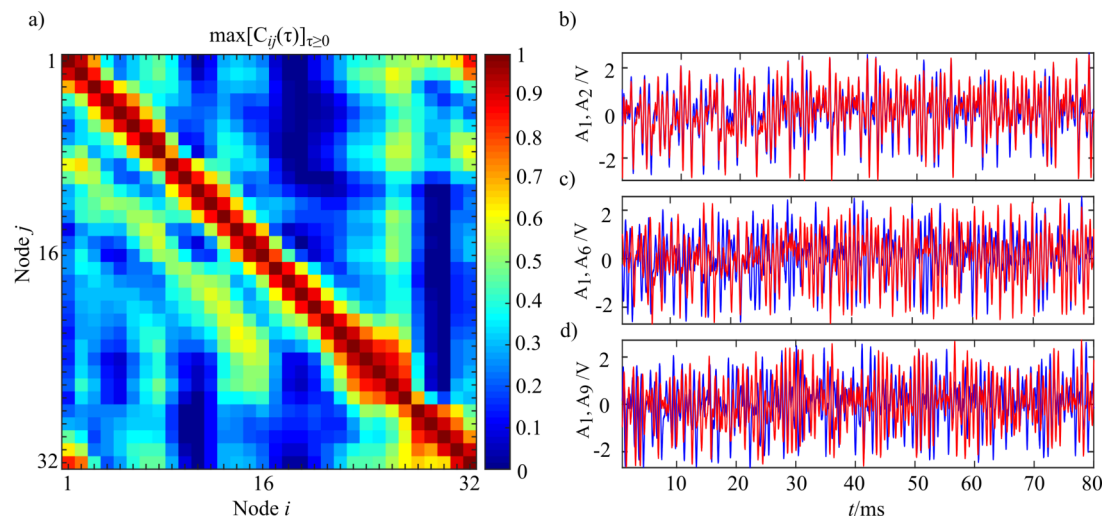 a)
max[C_ij(τ)]_τ≥0
1
16
32
Node j
1
16
32
Node i
1
0.9
0.8
0.7
0.6
0.5
0.4
0.3
0.2
0.1
0
b)
A₁, A₂ /V
2
0
-2
c)
A₁, A₆ /V
2
0
-2
d)
A₁, A₉ /V
2
0
-2
10 20 30 40 50 60 70 80
t/ms